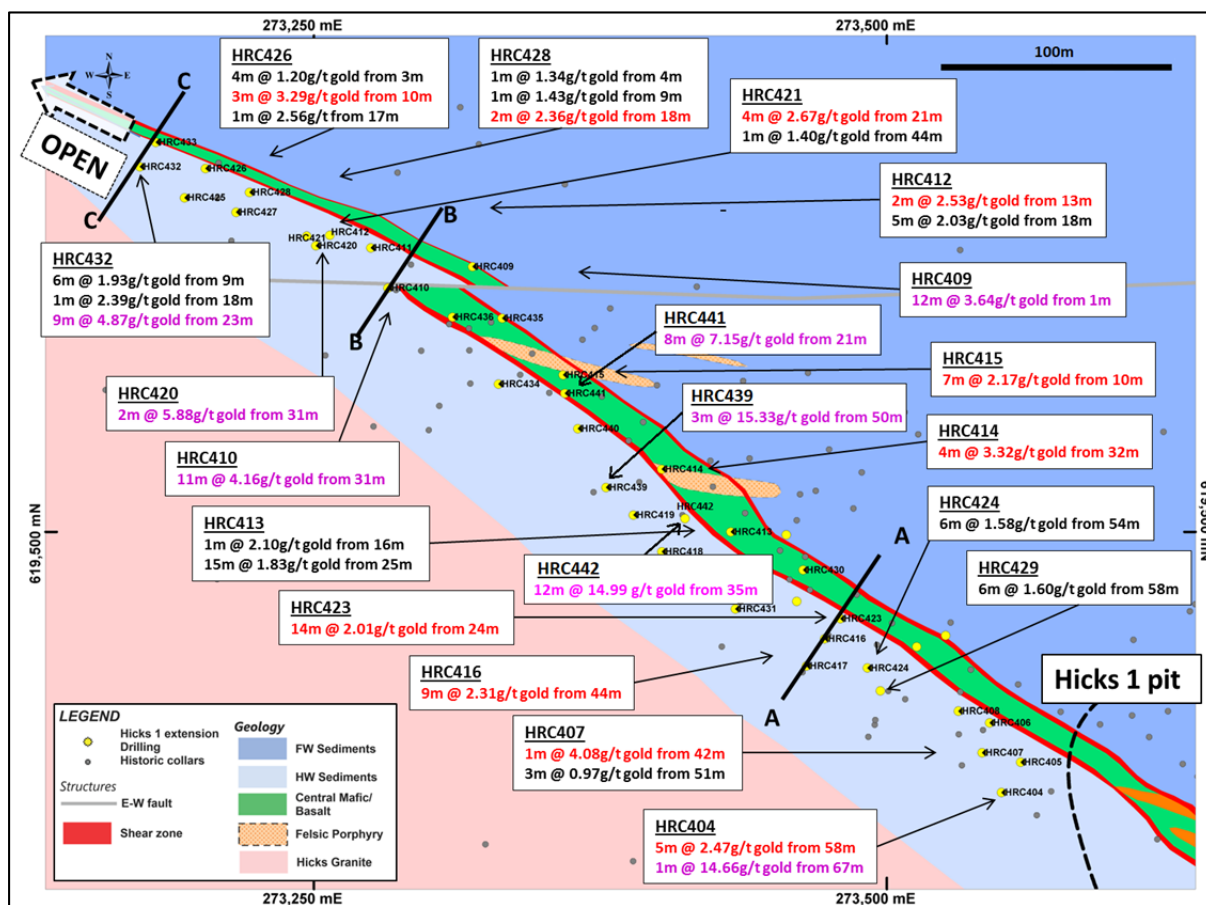 273,250 mE
273,500 mE
100m
N
W E
S
C
OPEN
C
HRC426
4m @ 1.20g/t gold from 3m
3m @ 3.29g/t gold from 10m
1m @ 2.56g/t from 17m
HRC428
1m @ 1.34g/t gold from 4m
1m @ 1.43g/t gold from 9m
2m @ 2.36g/t gold from 18m
HRC421
4m @ 2.67g/t gold from 21m
1m @ 1.40g/t gold from 44m
HRC412
2m @ 2.53g/t gold from 13m
5m @ 2.03g/t gold from 18m
HRC433
HRC432
HRC426
HRC425
HRC428
HRC427
HRC421
HRC412
HRC420
HRC411
B
B
HRC409
HRC410
HRC432
6m @ 1.93g/t gold from 9m
1m @ 2.39g/t gold from 18m
9m @ 4.87g/t gold from 23m
HRC409
12m @ 3.64g/t gold from 1m
HRC436
HRC435
HRC441
8m @ 7.15g/t gold from 21m
HRC415
7m @ 2.17g/t gold from 10m
HRC420
2m @ 5.88g/t gold from 31m
HRC434
HRC415
HRC441
HRC440
HRC439
3m @ 15.33g/t gold from 50m
HRC410
11m @ 4.16g/t gold from 31m
HRC414
4m @ 3.32g/t gold from 32m
HRC414
HRC439
HRC442
HRC419
HRC413
HRC418
HRC424
6m @ 1.58g/t gold from 54m
619,500 mN
619,500 mN
HRC413
1m @ 2.10g/t gold from 16m
15m @ 1.83g/t gold from 25m
HRC442
12m @ 14.99 g/t gold from 35m
HRC429
6m @ 1.60g/t gold from 58m
A
A
HRC430
HRC431
HRC423
HRC416
HRC417
HRC424
HRC423
14m @ 2.01g/t gold from 24m
HRC416
9m @ 2.31g/t gold from 44m
Hicks 1 pit
HRC408
HRC406
HRC407
HRC405
HRC404
HRC407
1m @ 4.08g/t gold from 42m
3m @ 0.97g/t gold from 51m
HRC404
5m @ 2.47g/t gold from 58m
1m @ 14.66g/t gold from 67m
LEGEND
Hicks 1 extension
Drilling
Historic collars
Structures
E-W fault
Shear zone
Geology
FW Sediments
HW Sediments
Central Mafic/
Basalt
Felsic Porphyry
Hicks Granite
273,250 mE
273,500 mE